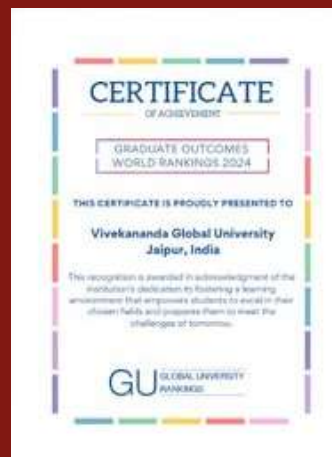 CERTIFICATE
OF ACHIEVEMENT
GRADUATE OUTCOMES
WORLD RANKINGS 2024
THIS CERTIFICATE IS PROUDLY PRESENTED TO
Vivekananda Global University
Jaipur, India
This recognition is awarded in acknowledgment of the
institution's dedication to fostering a learning
environment that empowers students to excel in their
chosen fields and prepares them to meet the
challenges of tomorrow.
GU GLOBAL UNIVERSITY
RANKINGS